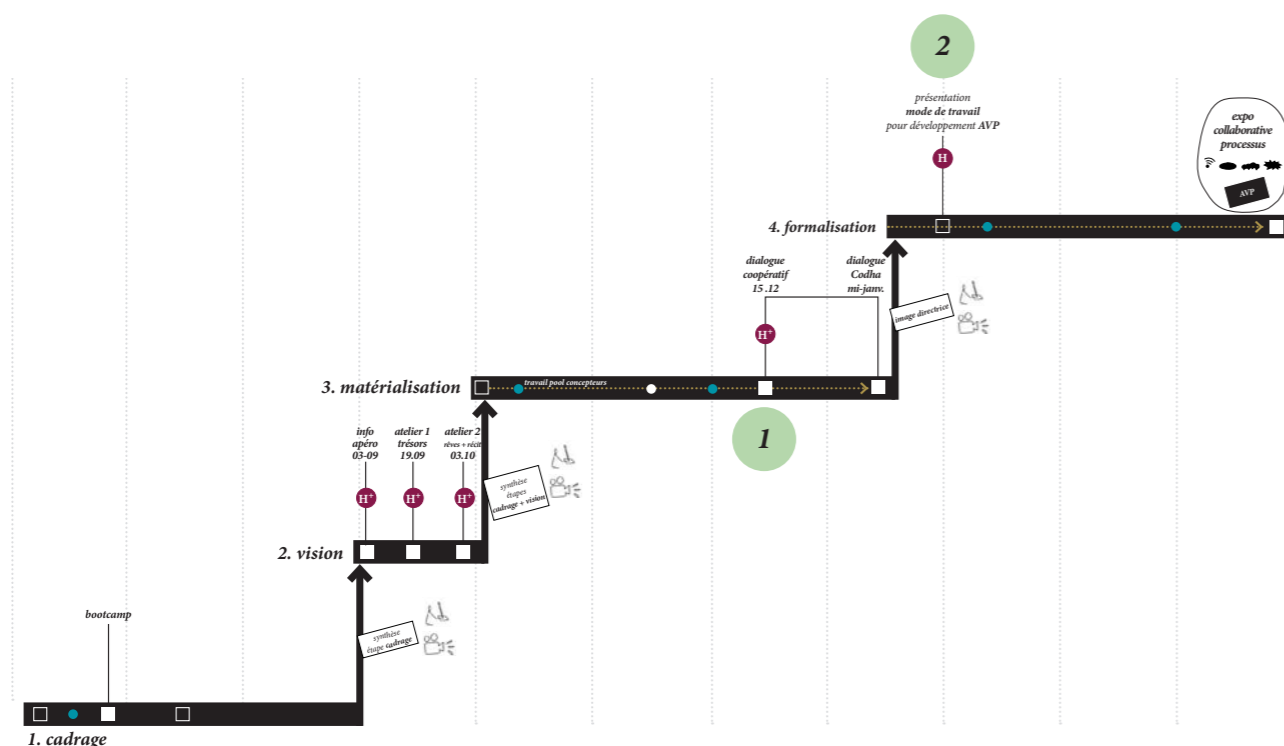 2
présentation
mode de travail
pour développement AVP
H
expo
collaborative
processus
AVP
4. formalisation
dialogue
coopératif
15 .12
dialogue
Codha
mi-janv.
H+
image directrice
3. matérialisation
travail pool concepteurs
1
info
apéro
03-09
atelier 1
trésors
19.09
atelier 2
rêves + récit
03.10
H+
H+
H+
synthèse
étapes
cadrage + vision
2. vision
bootcamp
synthèse
étape cadrage
1. cadrage